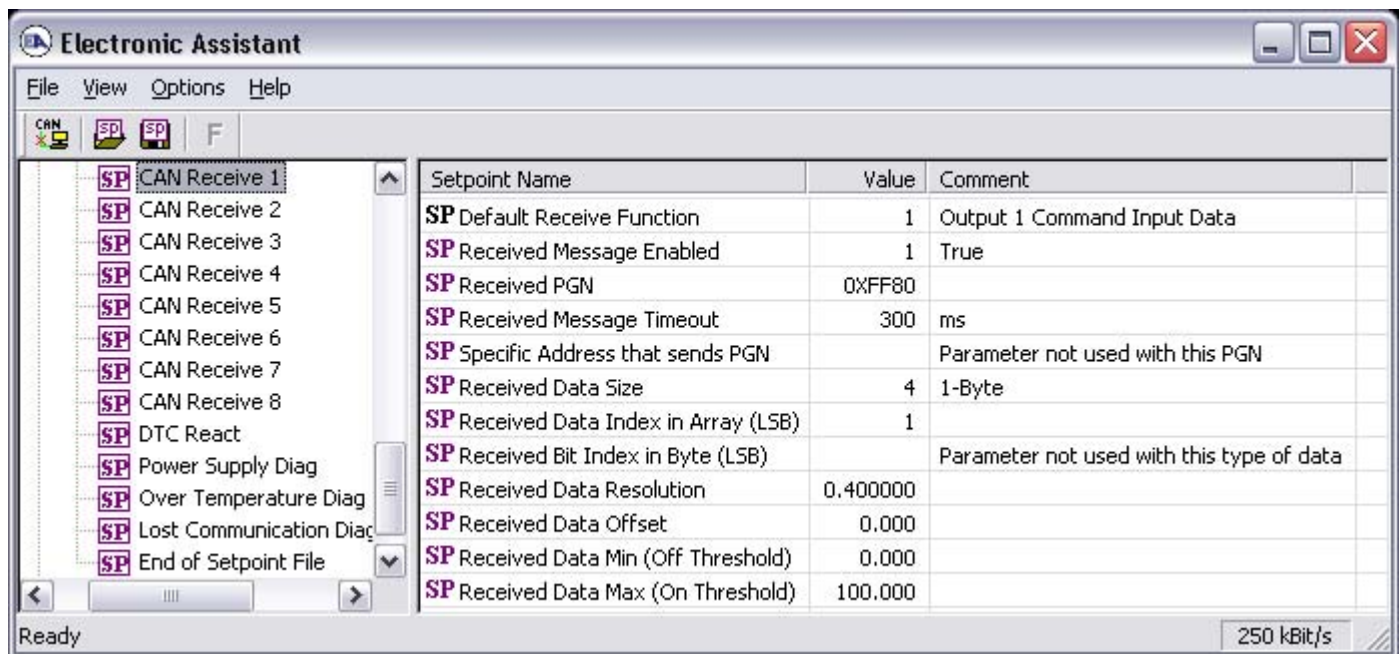 EA Electronic Assistant
File View Options Help
CAN SP SP F
SP CAN Receive 1
SP CAN Receive 2
SP CAN Receive 3
SP CAN Receive 4
SP CAN Receive 5
SP CAN Receive 6
SP CAN Receive 7
SP CAN Receive 8
SP DTC React
SP Power Supply Diag
SP Over Temperature Diag
SP Lost Communication Diag
SP End of Setpoint File
Setpoint Name Value Comment
SP Default Receive Function 1 Output 1 Command Input Data
SP Received Message Enabled 1 True
SP Received PGN 0XFF80
SP Received Message Timeout 300 ms
SP Specific Address that sends PGN Parameter not used with this PGN
SP Received Data Size 4 1-Byte
SP Received Data Index in Array (LSB) 1
SP Received Bit Index in Byte (LSB) Parameter not used with this type of data
SP Received Data Resolution 0.400000
SP Received Data Offset 0.000
SP Received Data Min (Off Threshold) 0.000
SP Received Data Max (On Threshold) 100.000
Ready 250 kBit/s